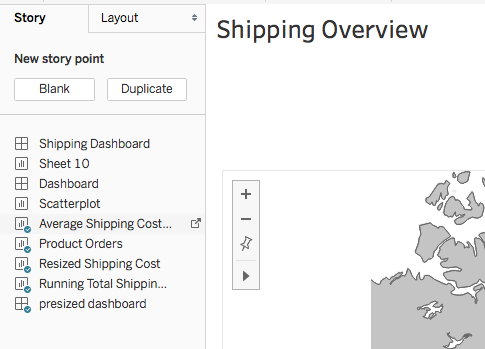 Story
Layout
Shipping Overview
New story point
Blank
Duplicate
Shipping Dashboard
Sheet 10
Dashboard
Scatterplot
Average Shipping Cost...
Product Orders
Resized Shipping Cost
Running Total Shippin...
presized dashboard